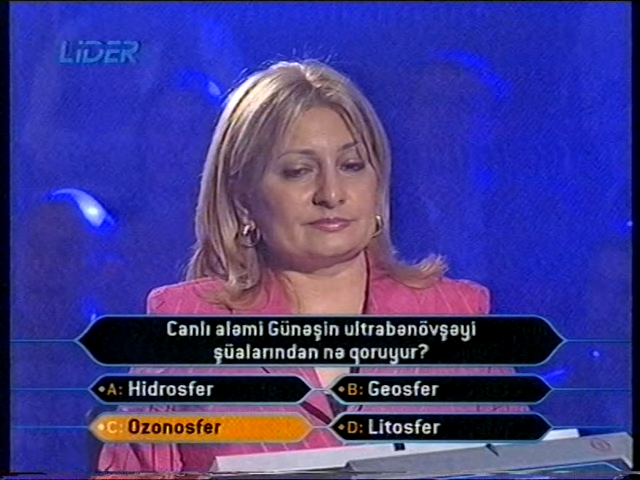 LİDER
Canlı aləmi Günəşin ultrabənövşəyi
şüalarından nə qoruyur?
A: Hidrosfer
B: Geosfer
C: Ozonosfer
D: Litosfer